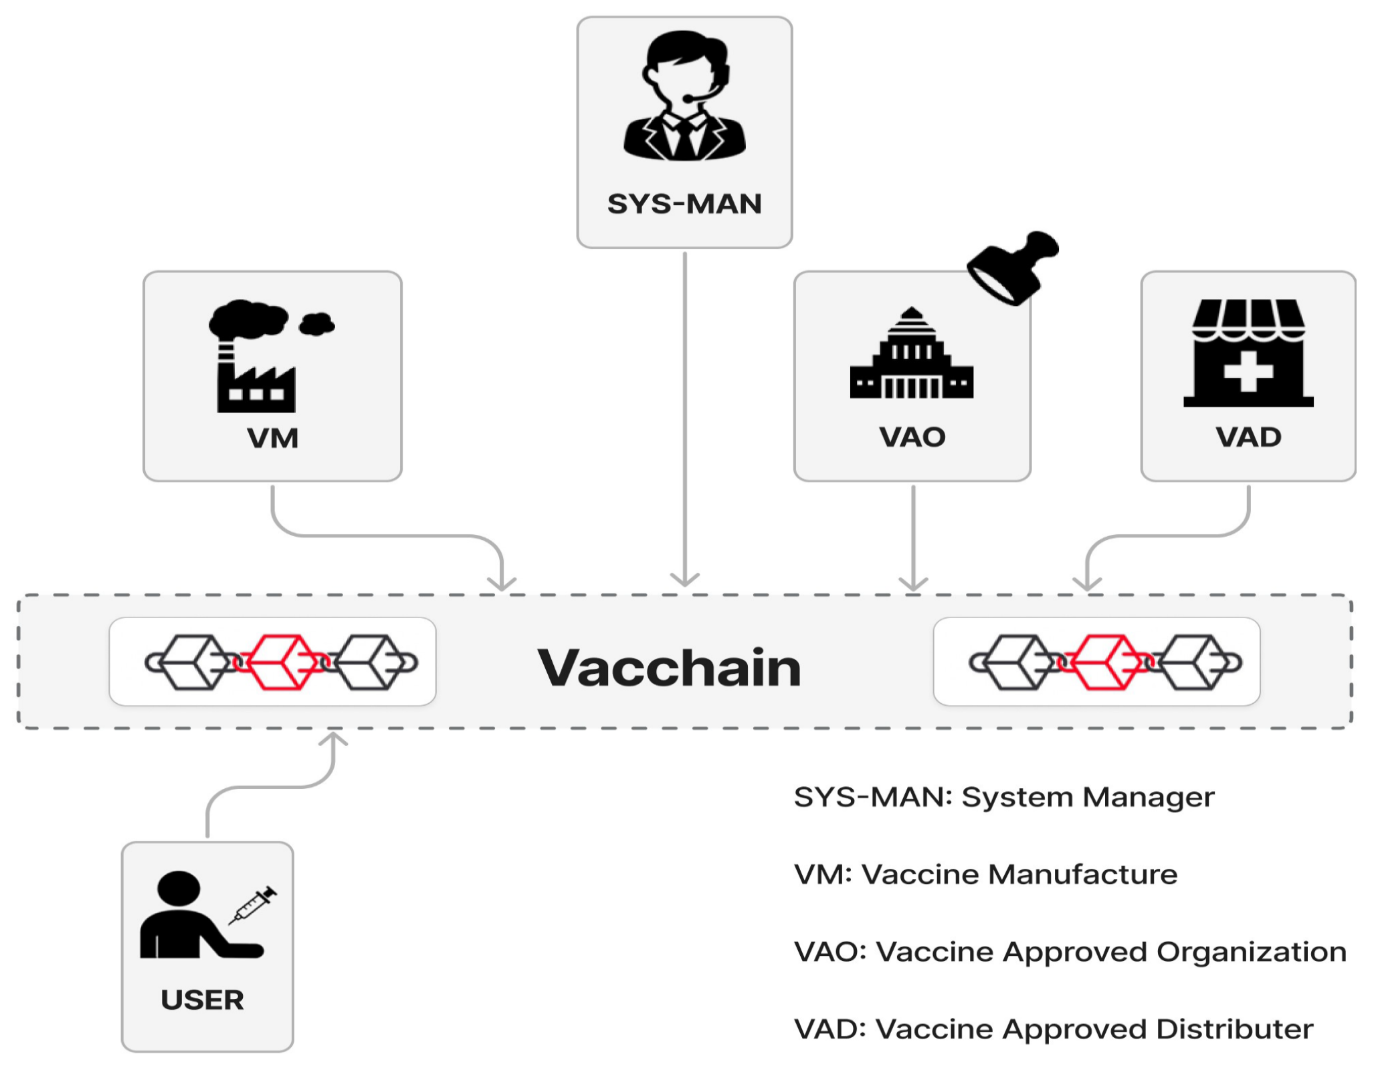 SYS-MAN
VM
VAO
VAD
Vacchain
USER
SYS-MAN: System Manager
VM: Vaccine Manufacture
VAO: Vaccine Approved Organization
VAD: Vaccine Approved Distributer